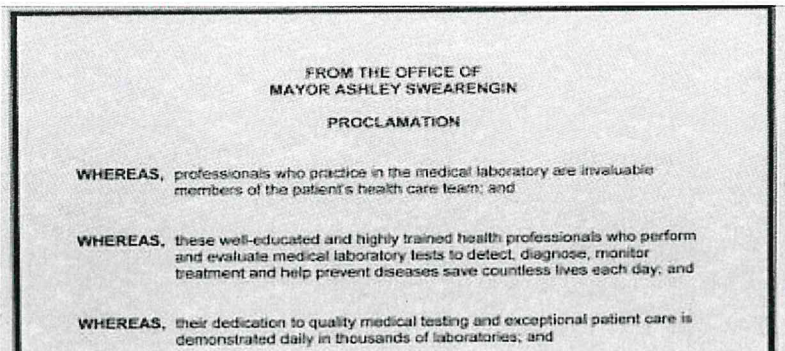 FROM THE OFFICE OF
MAYOR ASHLEY SWEARENGIN
PROCLAMATION
WHEREAS, professionals who practice in the medical laboratory are invaluable
members of the patient's health care team; and
WHEREAS, these well-educated and highly trained health professionals who perform
and evaluate medical laboratory tests to detect, diagnose, monitor
treatment and help prevent diseases save countless lives each day; and
WHEREAS, their dedication to quality medical testing and exceptional patient care is
demonstrated daily in thousands of laboratories; and